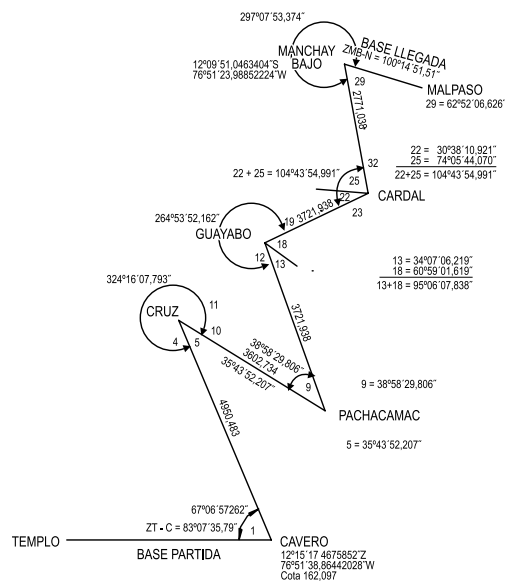 297º07´53,374˝
MANCHAY
BAJO
BASE LLEGADA
ZMB-N = 100º14´51,51˝
12º09´51,0463404˝S
76º51´23,98852224˝W
29
MALPASO
29 = 62º52´06,626˝
2771,038
32
22 = 30º38´10,921˝
25 = 74º05´44,070˝
22+25 = 104º43´54,991˝
22 + 25 = 104º43´54,991˝
25
22
CARDAL
23
264º53´52,162˝
19
3721,938
GUAYABO
18
12
13
13 = 34º07´06,219˝
18 = 60º59´01,619˝
13+18 = 95º06´07,838˝
324º16´07,793˝
CRUZ
11
10
4
5
3721,938
38º58´29,806˝
3602,734
35º43´52,207˝
9
9 = 38º58´29,806˝
PACHACAMAC
5 = 35º43´52,207˝
4950,483
67º06´57262˝
ZT - C = 83º07´35,79˝
1
TEMPLO
BASE PARTIDA
CAVERO
12º15´17 4675852˝Z
76º51´38,86442028˝W
Cota 162,097